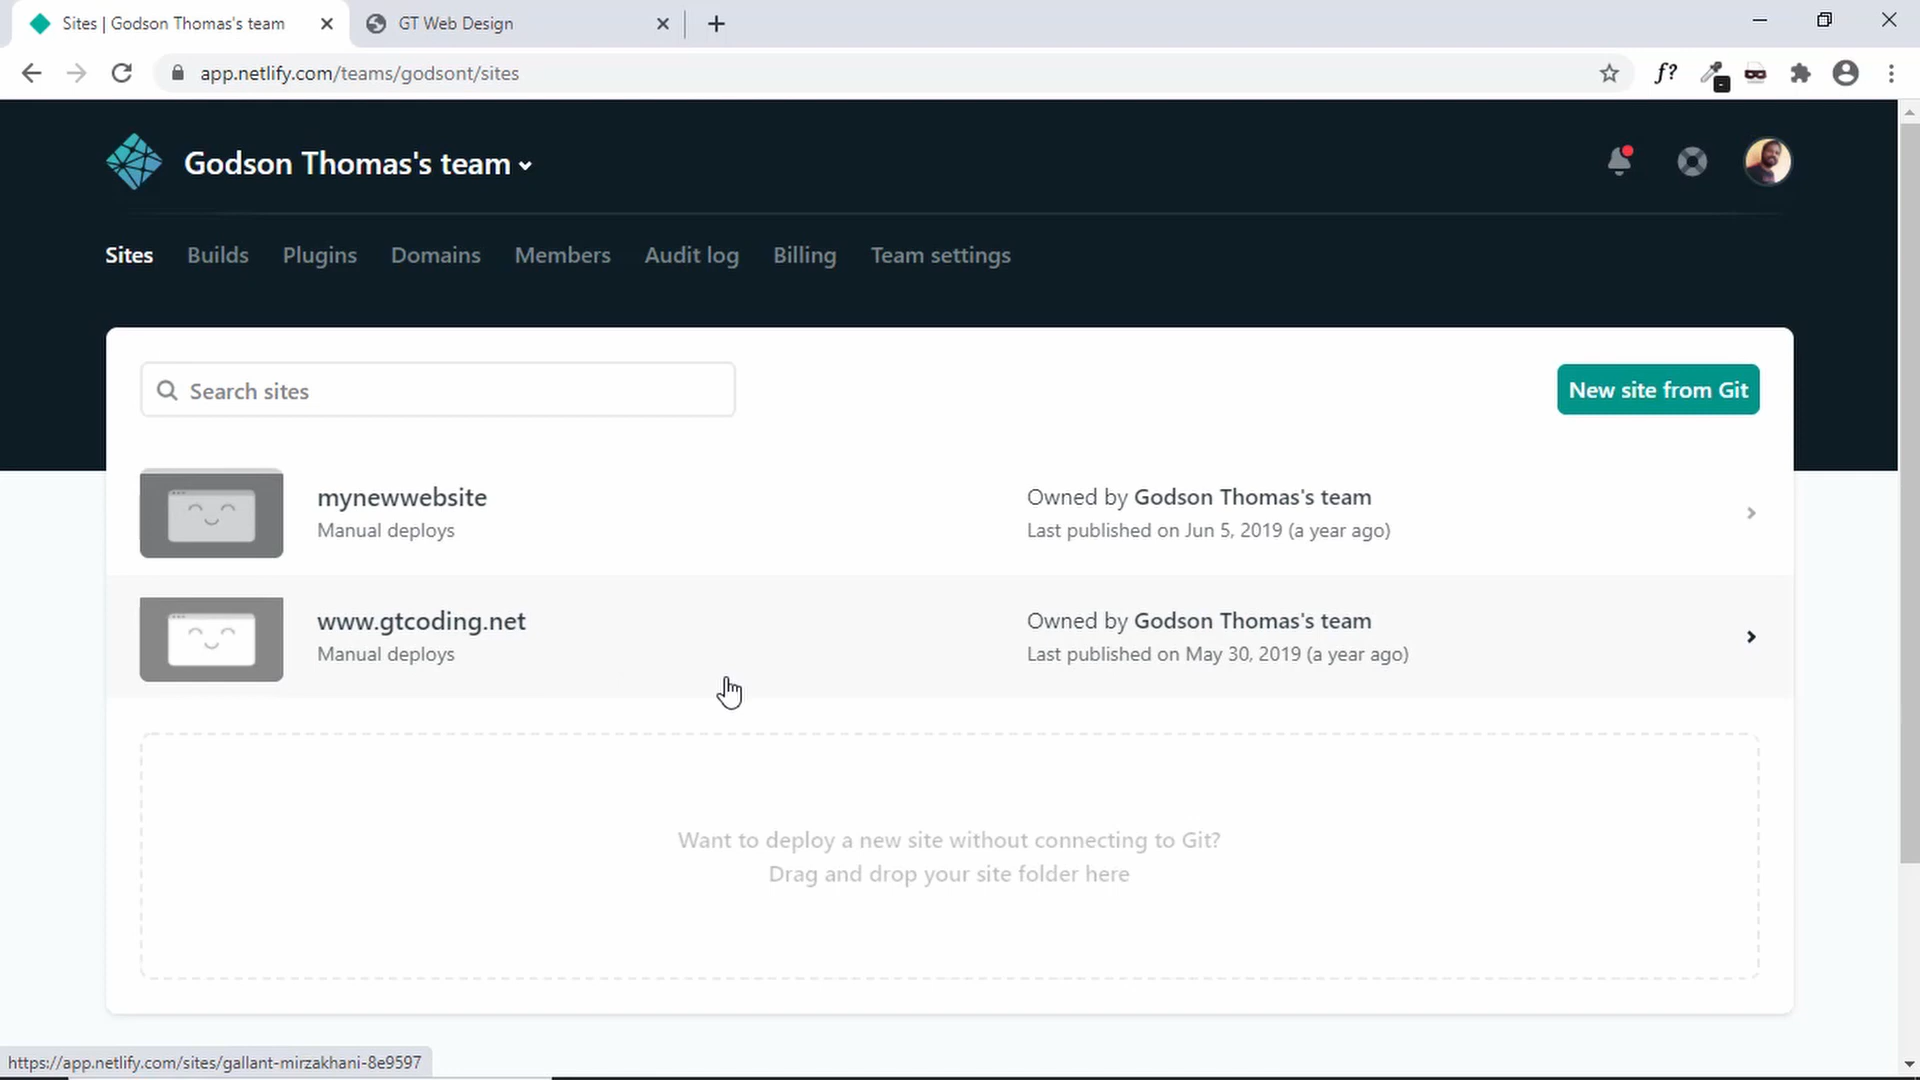 Sites | Godson Thomas's team
GT Web Design
app.netlify.com/teams/godsont/sites
f?
Godson Thomas's team
Sites Builds Plugins Domains Members Audit log Billing Team settings
Search sites
New site from Git
mynewwebsite
Manual deploys
Owned by Godson Thomas's team
Last published on Jun 5, 2019 (a year ago)
www.gtcoding.net
Manual deploys
Owned by Godson Thomas's team
Last published on May 30, 2019 (a year ago)
Want to deploy a new site without connecting to Git?
Drag and drop your site folder here
https://app.netlify.com/sites/gallant-mirzakhani-8e9597